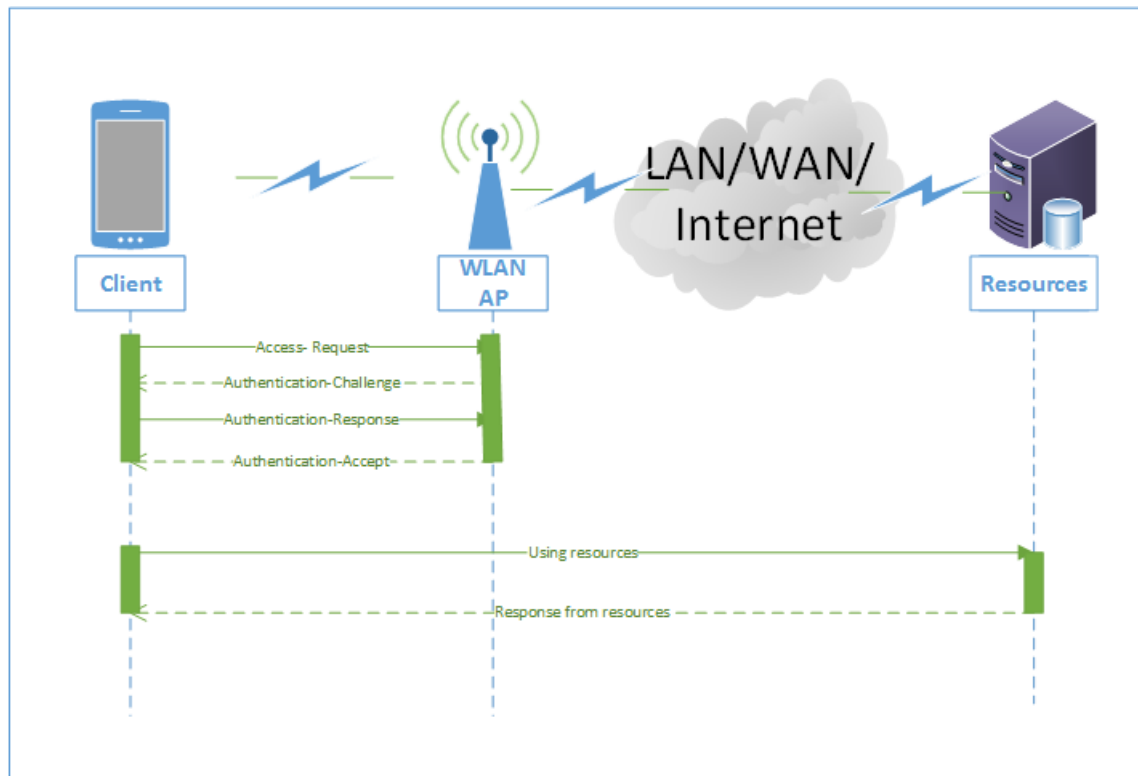 LAN/WAN/
Internet
Client
WLAN
AP
Resources
Access- Request
Authentication-Challenge
Authentication-Response
Authentication-Accept
Using resources
Response from resources